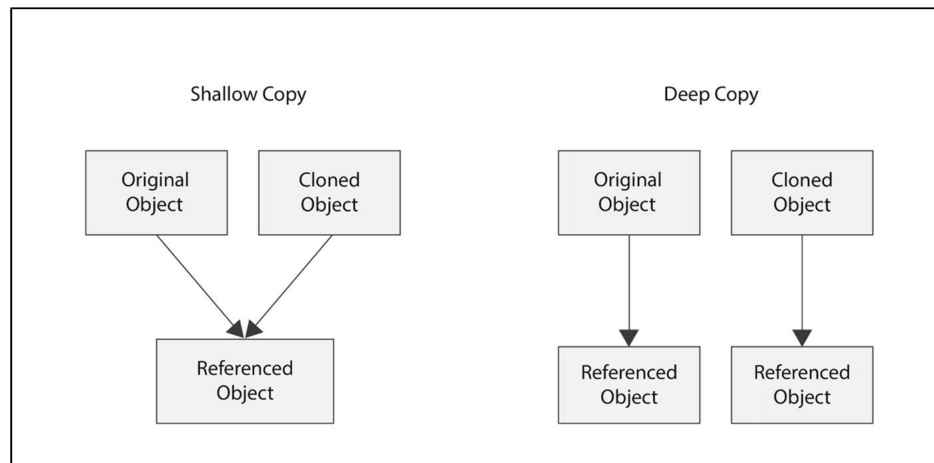 Shallow Copy
Original
Object
Cloned
Object
Referenced
Object
Deep Copy
Original
Object
Cloned
Object
Referenced
Object
Referenced
Object